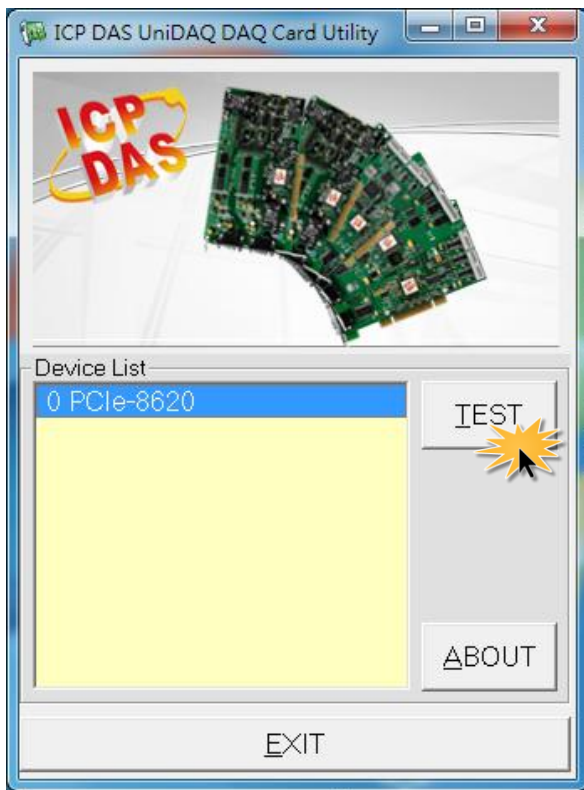 ICP DAS UniDAQ DAQ Card Utility
ICP
DAS
Device List
0 PCIe-8620
TEST
ABOUT
EXIT